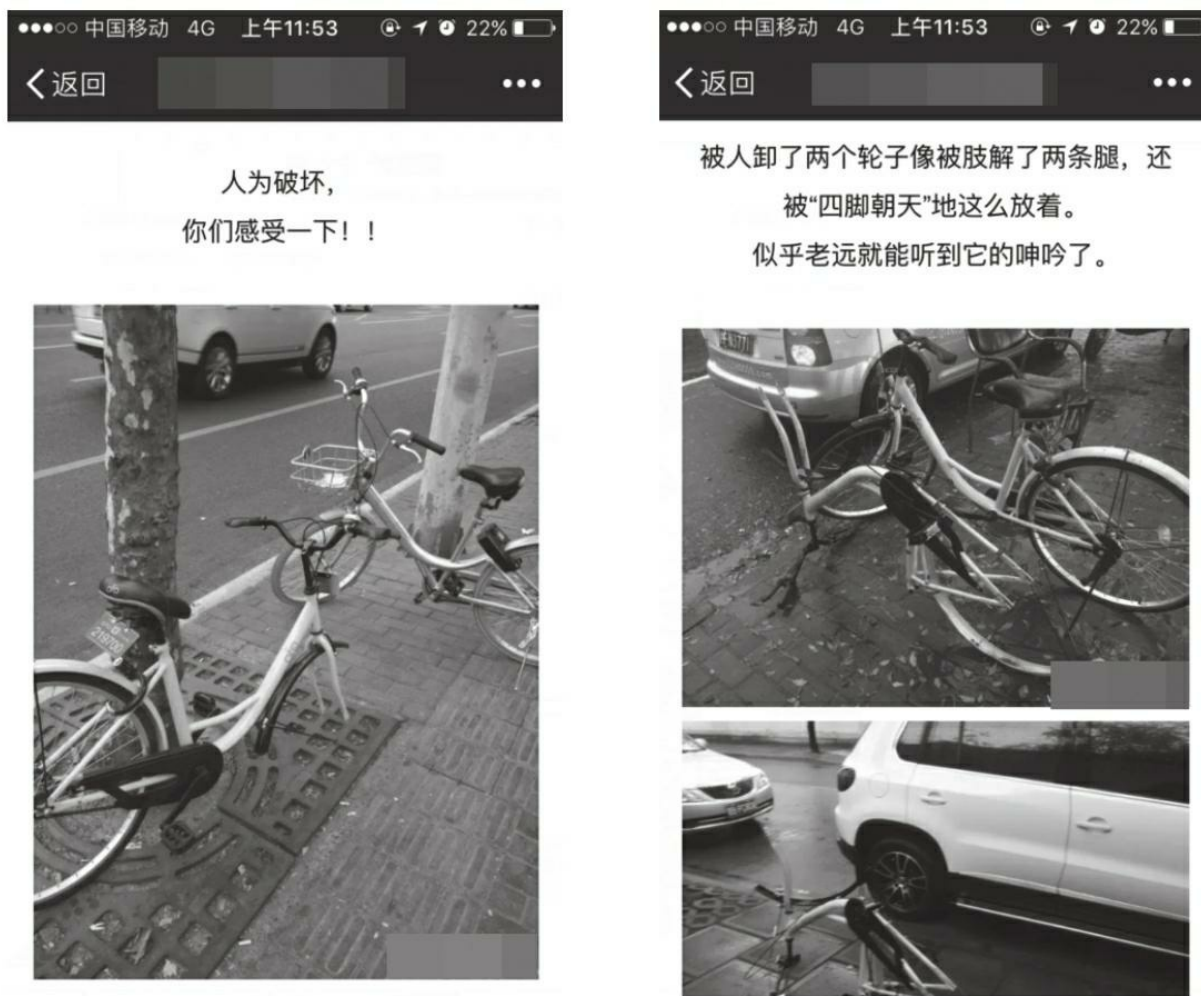 中国移动 4G 上午11:53 22%
返回
人为破坏,
你们感受一下!!
中国移动 4G 上午11:53 22%
返回
被人卸了两个轮子像被肢解了两条腿,还
被“四脚朝天”地这么放着。
似乎老远就能听到它的呻吟了。